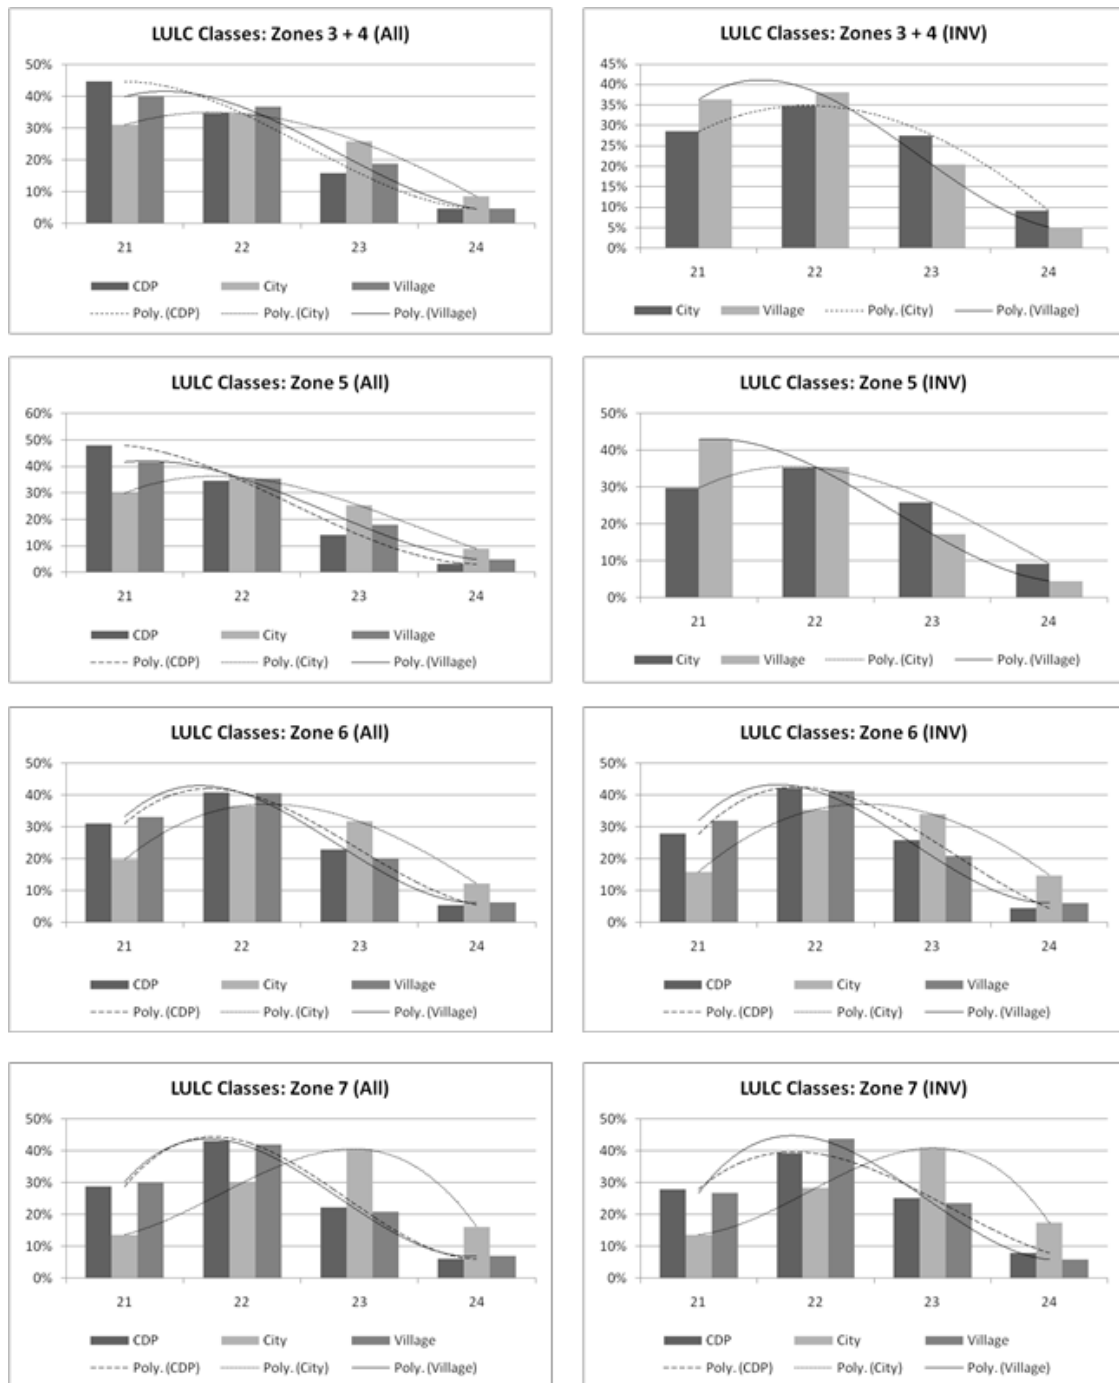 LULC Classes: Zones 3 + 4 (All)
50%
40%
30%
20%
10%
0%
21 22 23 24
CDP City Village
Poly. (CDP) Poly. (City) Poly. (Village)
LULC Classes: Zones 3 + 4 (INV)
45%
40%
35%
30%
25%
20%
15%
10%
5%
0%
21 22 23 24
City Village Poly. (City) Poly. (Village)
LULC Classes: Zone 5 (All)
60%
50%
40%
30%
20%
10%
0%
21 22 23 24
CDP City Village
Poly. (CDP) Poly. (City) Poly. (Village)
LULC Classes: Zone 5 (INV)
50%
40%
30%
20%
10%
0%
21 22 23 24
City Village Poly. (City) Poly. (Village)
LULC Classes: Zone 6 (All)
50%
40%
30%
20%
10%
0%
21 22 23 24
CDP City Village
Poly. (CDP) Poly. (City) Poly. (Village)
LULC Classes: Zone 6 (INV)
50%
40%
30%
20%
10%
0%
21 22 23 24
CDP City Village
Poly. (CDP) Poly. (City) Poly. (Village)
LULC Classes: Zone 7 (All)
50%
40%
30%
20%
10%
0%
21 22 23 24
CDP City Village
Poly. (CDP) Poly. (City) Poly. (Village)
LULC Classes: Zone 7 (INV)
50%
40%
30%
20%
10%
0%
21 22 23 24
CDP City Village
Poly. (CDP) Poly. (City) Poly. (Village)